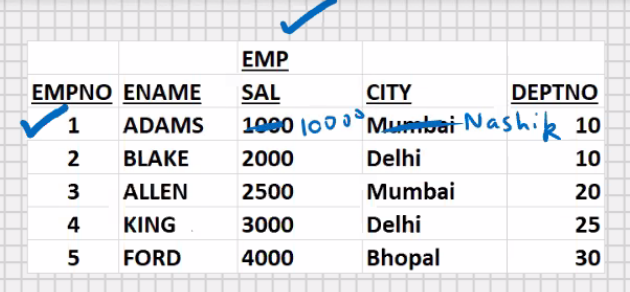 EMP
EMPNO ENAME SAL CITY DEPTNO
1 ADAMS 1000 10000 Mumbai Nashik 10
2 BLAKE 2000 Delhi 10
3 ALLEN 2500 Mumbai 20
4 KING 3000 Delhi 25
5 FORD 4000 Bhopal 30